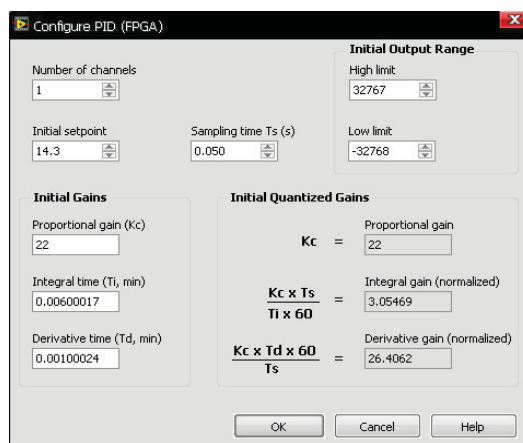 Configure PID (FPGA)
Initial Output Range
Number of channels
High limit
1
32767
Initial setpoint
Sampling time Ts (s)
Low limit
14.3
0.050
-32768
Initial Gains
Initial Quantized Gains
Proportional gain (Kc)
Proportional gain
22
Kc = 22
Integral time (Ti, min)
Integral gain (normalized)
0.00600017
Kc x Ts
Ti x 60
= 3.05469
Derivative time (Td, min)
Derivative gain (normalized)
0.00100024
Kc x Td x 60
Ts
= 26.4062
OK
Cancel
Help